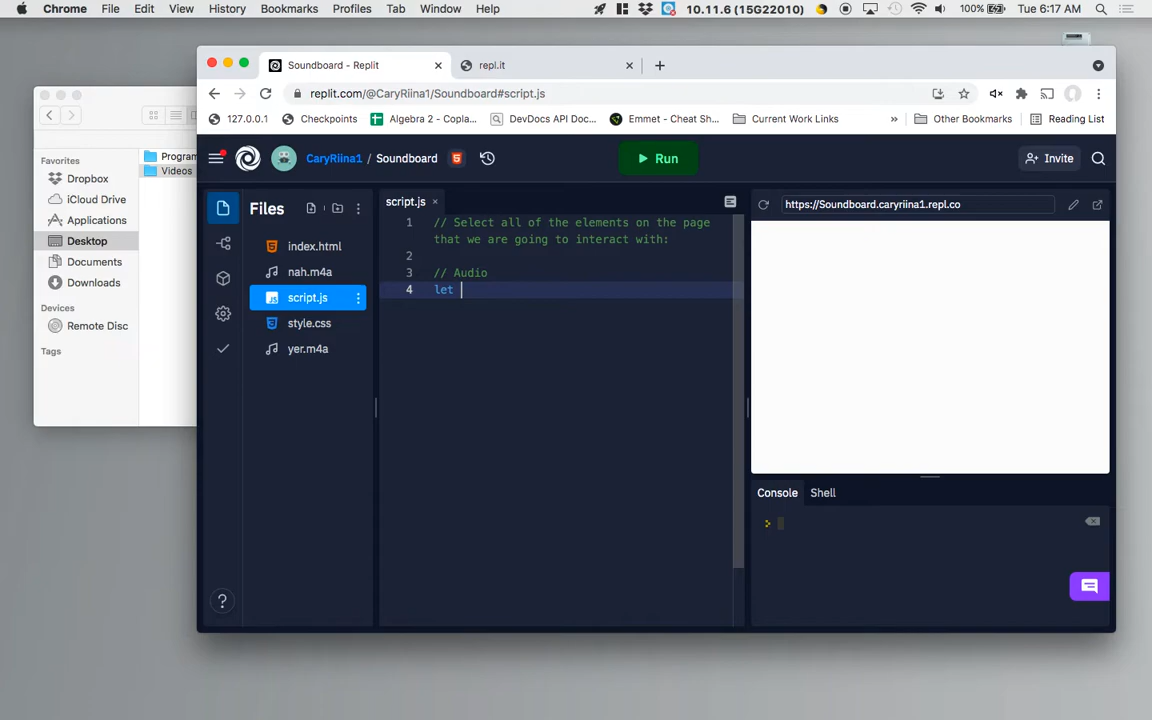 Chrome File Edit View History Bookmarks Profiles Tab Window Help 10.11.6 (15G22010) 100% Tue 6:17 AM
Soundboard - Replit × repl.it × +
replit.com/@CaryRiina1/Soundboard#script.js
127.0.0.1 Checkpoints Algebra 2 - Copla... DevDocs API Doc... Emmet - Cheat Sh... Current Work Links » Other Bookmarks Reading List
CaryRiina1 / Soundboard Run Invite
Favorites
Dropbox
iCloud Drive
Applications
Desktop
Documents
Downloads
Devices
Remote Disc
Tags
Program
Videos
Files
index.html
nah.m4a
script.js
style.css
yer.m4a
?
script.js ×
1 // Select all of the elements on the page
that we are going to interact with:
2
3 // Audio
4 let
https://Soundboard.caryriina1.repl.co
Console Shell
>